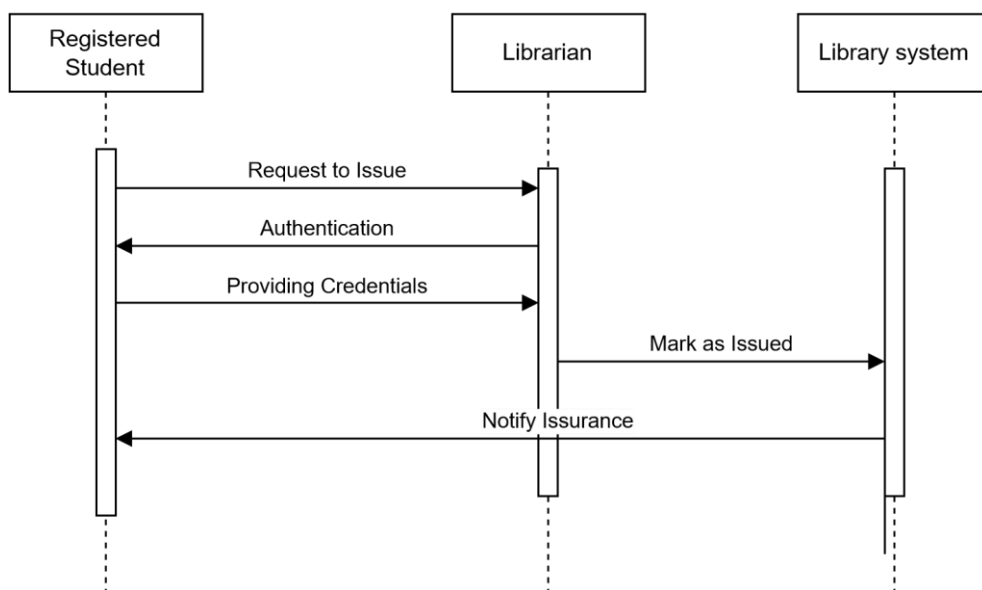 Registered
Student
Librarian
Library system
Request to Issue
Authentication
Providing Credentials
Mark as Issued
Notify Issurance